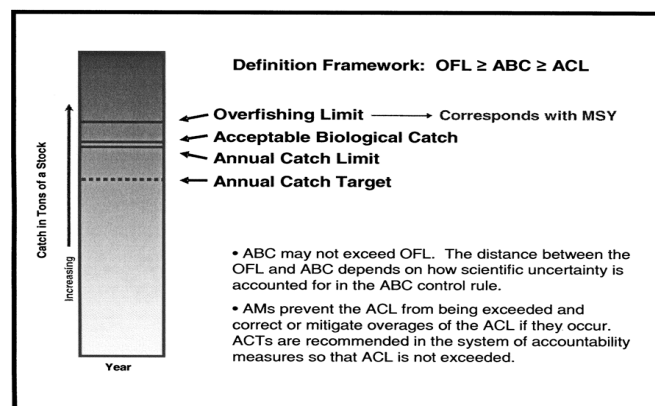 Definition Framework: OFL ≥ ABC ≥ ACL
Overfishing Limit
Corresponds with MSY
Acceptable Biological Catch
Annual Catch Limit
Annual Catch Target
Catch in Tons of a Stock
Increasing
Year
• ABC may not exceed OFL. The distance between the
OFL and ABC depends on how scientific uncertainty is
accounted for in the ABC control rule.
• AMs prevent the ACL from being exceeded and
correct or mitigate overages of the ACL if they occur.
ACTs are recommended in the system of accountability
measures so that ACL is not exceeded.